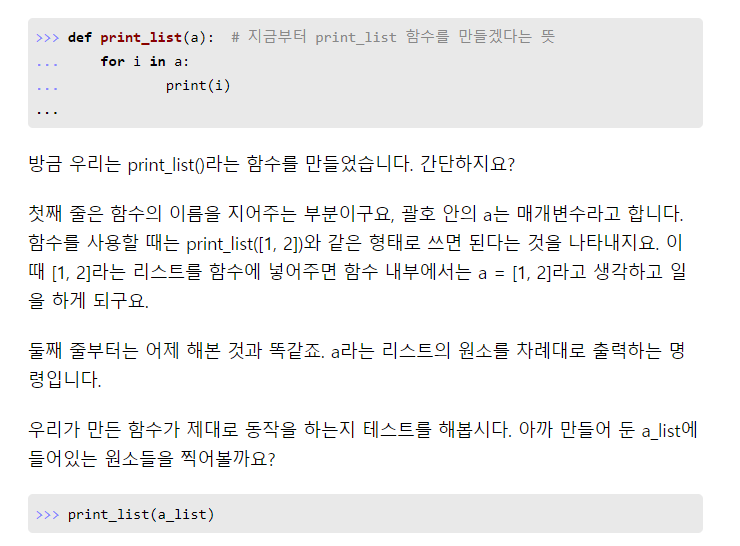 >>> def print_list(a):  # 지금부터 print_list 함수를 만들겠다는 뜻
...     for i in a:
...             print(i)
...
방금 우리는 print_list()라는 함수를 만들었습니다. 간단하지요?
첫째 줄은 함수의 이름을 지어주는 부분이구요, 괄호 안의 a는 매개변수라고 합니다.
함수를 사용할 때는 print_list([1, 2])와 같은 형태로 쓰면 된다는 것을 나타내지요. 이
때 [1, 2]라는 리스트를 함수에 넣어주면 함수 내부에서는 a = [1, 2]라고 생각하고 일
을 하게 되구요.
둘째 줄부터는 어제 해본 것과 똑같죠. a라는 리스트의 원소를 차례대로 출력하는 명
령입니다.
우리가 만든 함수가 제대로 동작을 하는지 테스트를 해봅시다. 아까 만들어 둔 a_list에
들어있는 원소들을 찍어볼까요?
>>> print_list(a_list)